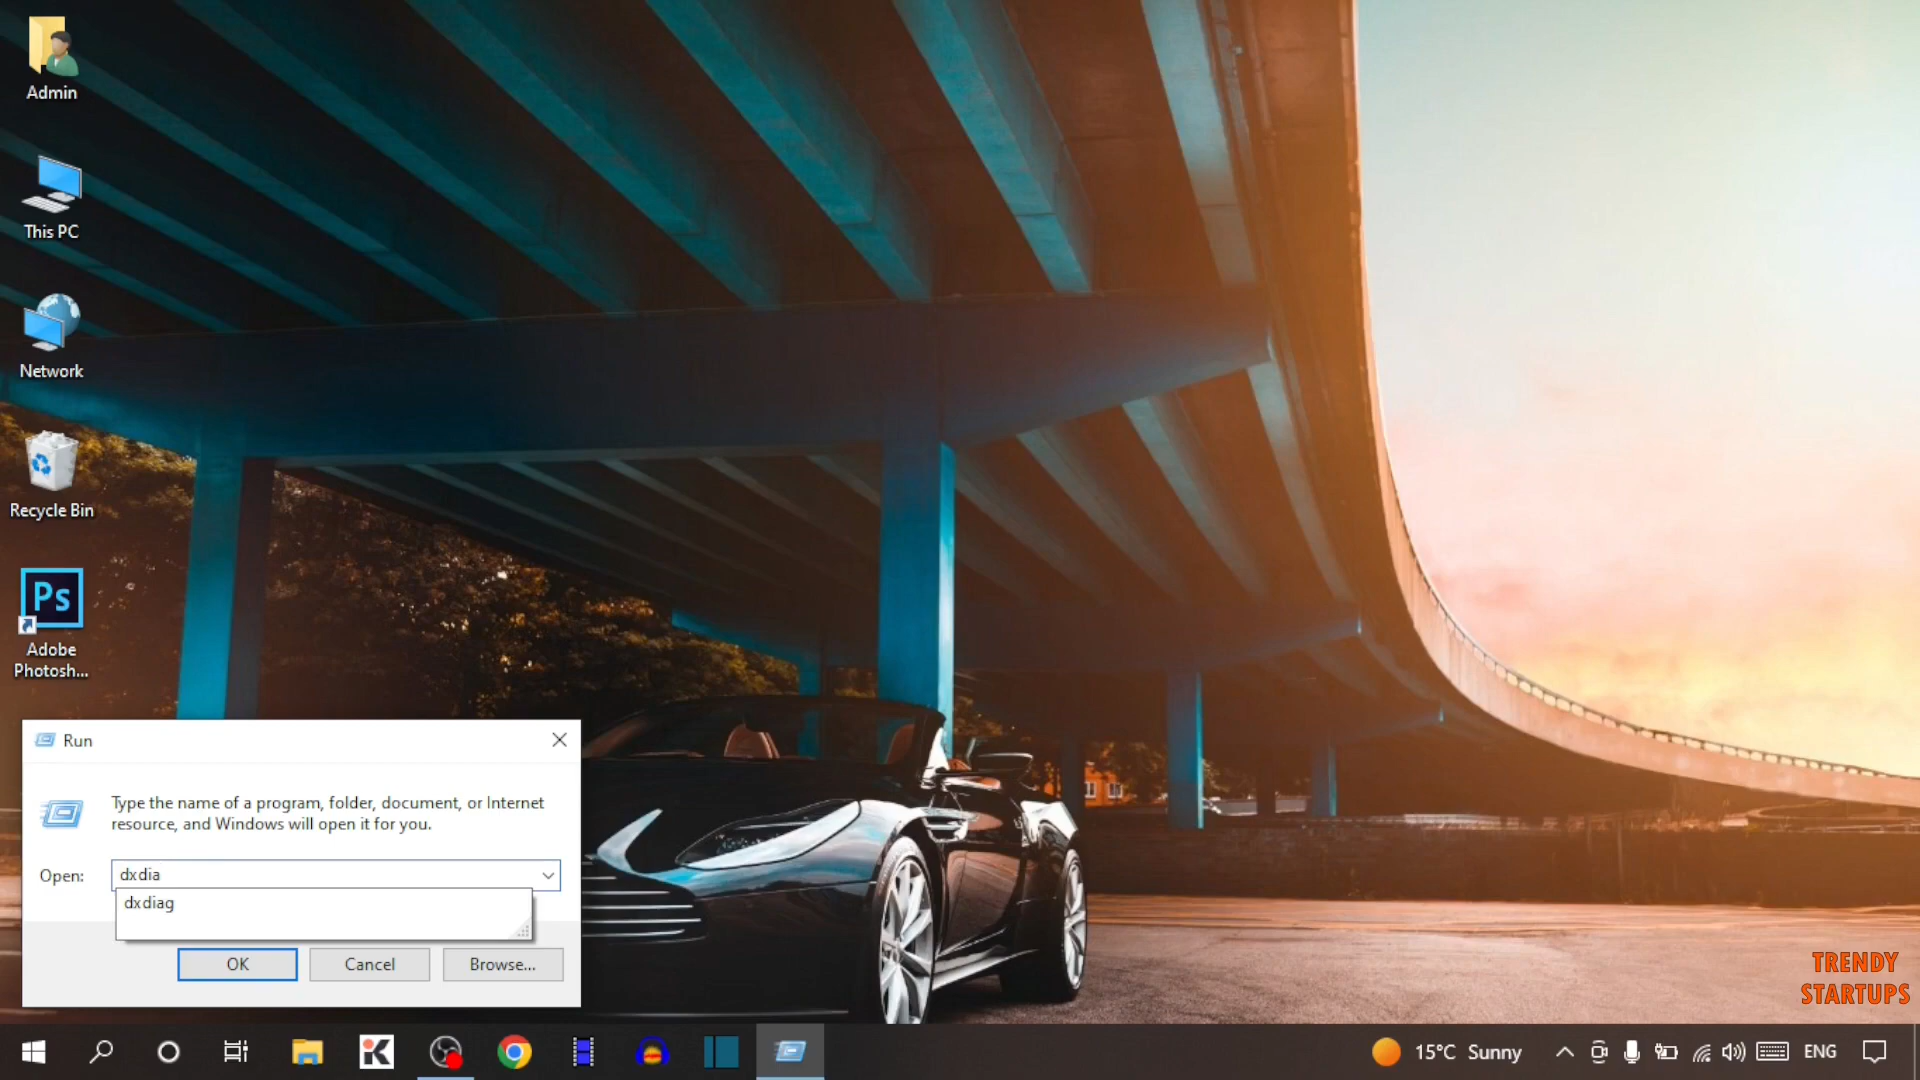 Admin
This PC
Network
Recycle Bin
Ps
Adobe
Photosh...
Run
Type the name of a program, folder, document, or Internet
resource, and Windows will open it for you.
Open:
dxdia
dxdiag
OK
Cancel
Browse...
TRENDY
STARTUPS
15°C Sunny
ENG